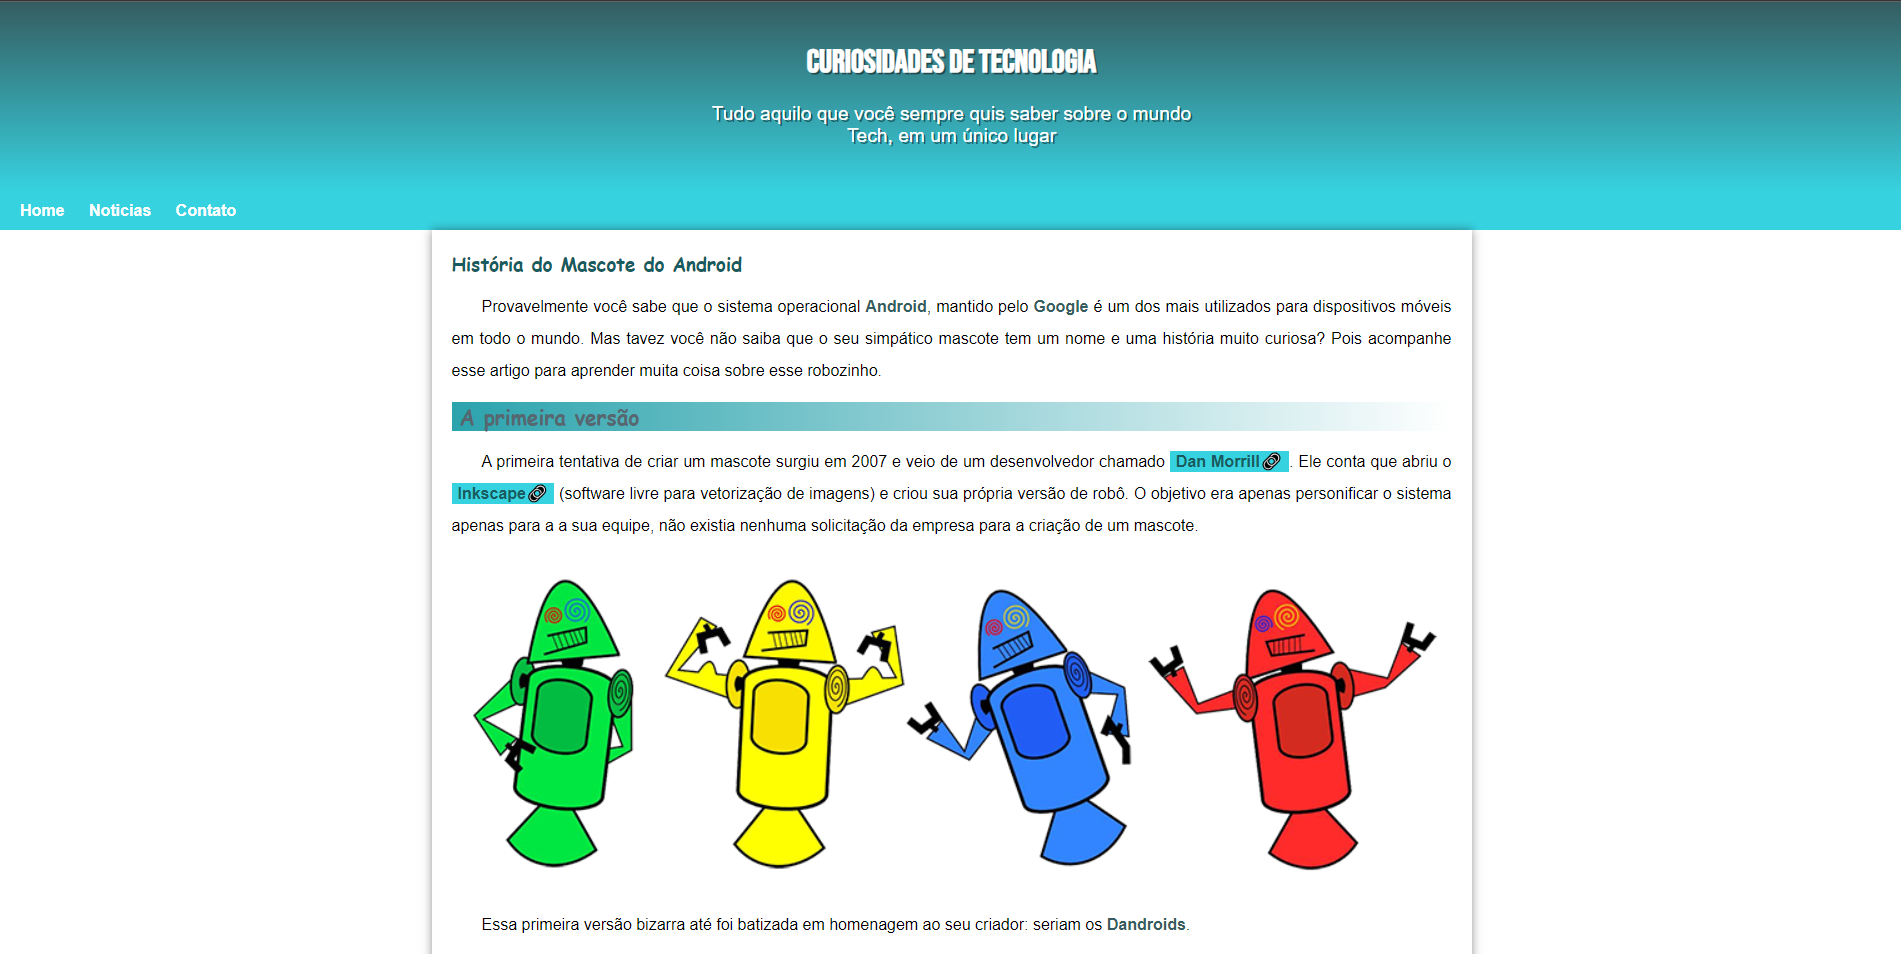 CURIOSIDADES DE TECNOLOGIA
Tudo aquilo que você sempre quis saber sobre o mundo
Tech, em um único lugar
Home Noticias Contato
História do Mascote do Android
Provavelmente você sabe que o sistema operacional Android, mantido pelo Google é um dos mais utilizados para dispositivos móveis
em todo o mundo. Mas tavez você não saiba que o seu simpático mascote tem um nome e uma história muito curiosa? Pois acompanhe
esse artigo para aprender muita coisa sobre esse robozinho.
A primeira versão
A primeira tentativa de criar um mascote surgiu em 2007 e veio de um desenvolvedor chamado Dan Morrill. Ele conta que abriu o
Inkscape (software livre para vetorização de imagens) e criou sua própria versão de robô. O objetivo era apenas personificar o sistema
apenas para a a sua equipe, não existia nenhuma solicitação da empresa para a criação de um mascote.
Essa primeira versão bizarra até foi batizada em homenagem ao seu criador: seriam os Dandroids.